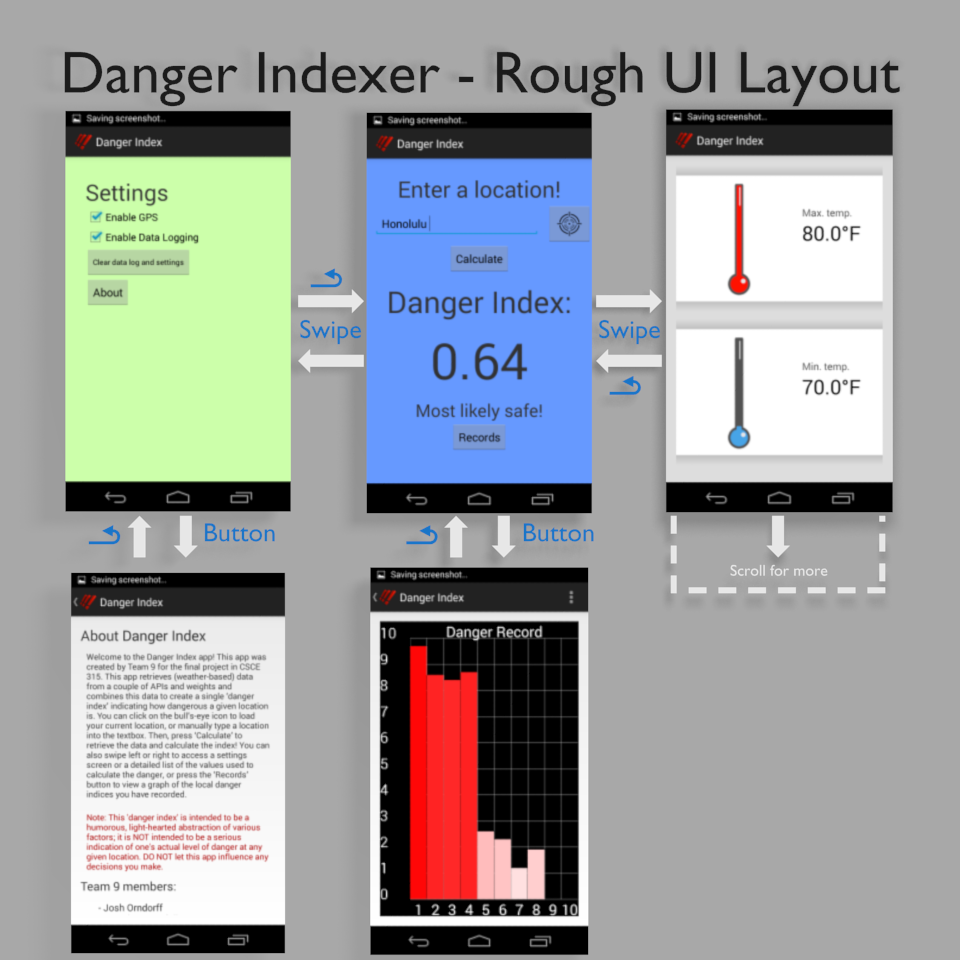 Danger Indexer - Rough UI Layout
Saving screenshot...
Danger Index
Settings
Enable GPS
Enable Data Logging
Clear data log and settings
About
Swipe
Saving screenshot...
Danger Index
Enter a location!
Honolulu
Calculate
Danger Index:
0.64
Most likely safe!
Records
Swipe
Saving screenshot...
Danger Index
Max. temp.
80.0°F
Min. temp.
70.0°F
Button
Button
Scroll for more
Saving screenshot...
Danger Index
About Danger Index
Welcome to the Danger Index app! This app was
created by Team 9 for the final project in CSCE
315. This app retrieves (weather-based) data
from a couple of APIs and weights and
combines this data to create a single 'danger
index' indicating how dangerous a given location
is. You can click on the bull's-eye icon to load
your current location, or manually type a location
into the textbox. Then, press 'Calculate' to
retrieve the data and calculate the index! You can
also swipe left or right to access a settings
screen or a detailed list of the values used to
calculate the danger, or press the 'Records'
button to view a graph of the local danger
indices you have recorded.
Note: This 'danger index' is intended to be a
humorous, light-hearted abstraction of various
factors; it is NOT intended to be a serious
indication of one's actual level of danger at any
given location. DO NOT let this app influence any
decisions you make.
Team 9 members:
- Josh Orndorff
Saving screenshot...
Danger Index
Danger Record
10
9
8
7
6
5
4
3
2
1
0
1 2 3 4 5 6 7 8 9 10